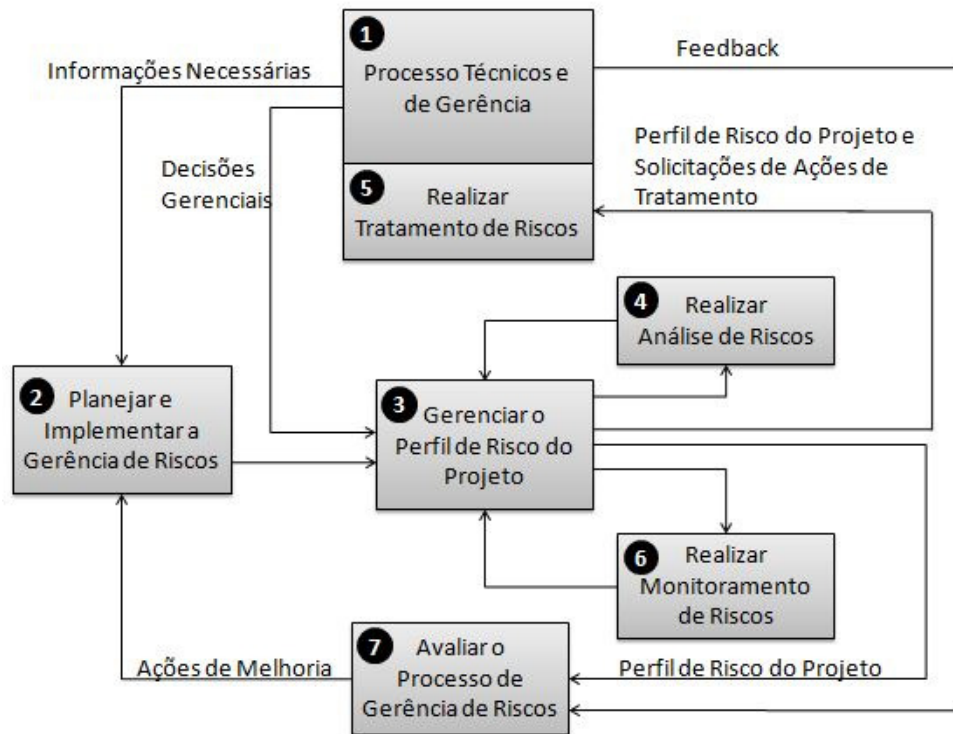 1
Processo Técnicos e
de Gerência
Feedback
Informações Necessárias
Decisões
Gerenciais
5
Realizar
Tratamento de Riscos
Perfil de Risco do Projeto e
Solicitações de Ações de
Tratamento
4
Realizar
Análise de Riscos
2
Planejar e
Implementar a
Gerência de Riscos
3
Gerenciar o
Perfil de Risco do
Projeto
6
Realizar
Monitoramento
de Riscos
7
Avaliar o
Processo de
Gerência de Riscos
Ações de Melhoria
Perfil de Risco do Projeto